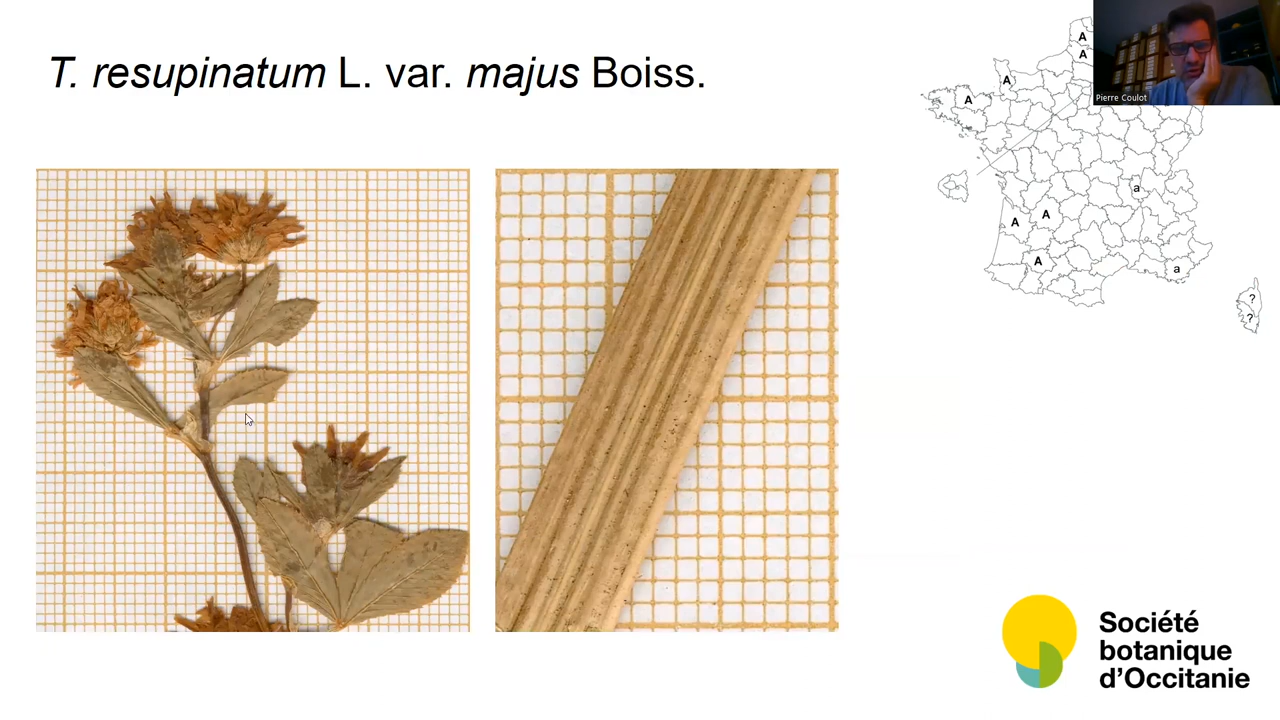 T. resupinatum L. var. majus Boiss.
A
A
A
A
Pierre Coulot
a
A
A
A
a
?
?
Société
botanique
d'Occitanie